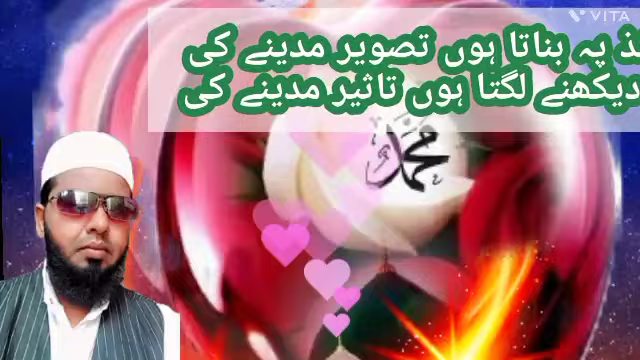 VITA
پہ بناتا ہوں تصویر مدینے کی
دیکھنے لگتا ہوں تاثیر مدینے کی
محمد